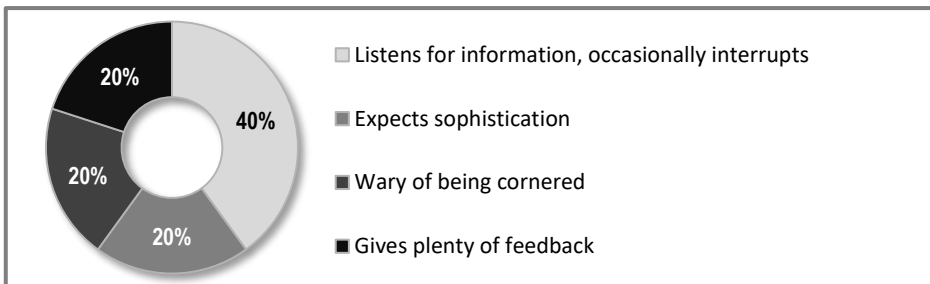 20%
40%
20%
20%
Listens for information, occasionally interrupts
Expects sophistication
Wary of being cornered
Gives plenty of feedback